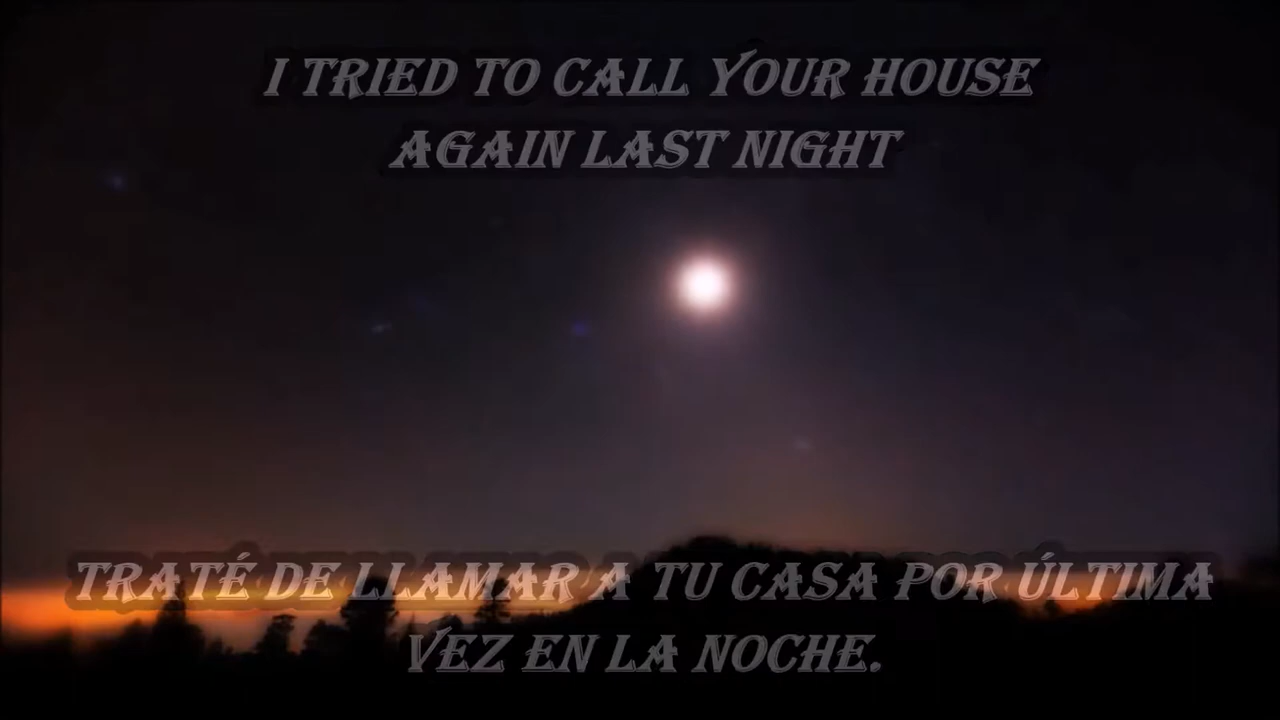 I TRIED TO CALL YOUR HOUSE
AGAIN LAST NIGHT
TRATÉ DE LLAMAR A TU CASA POR ÚLTIMA
VEZ EN LA NOCHE.